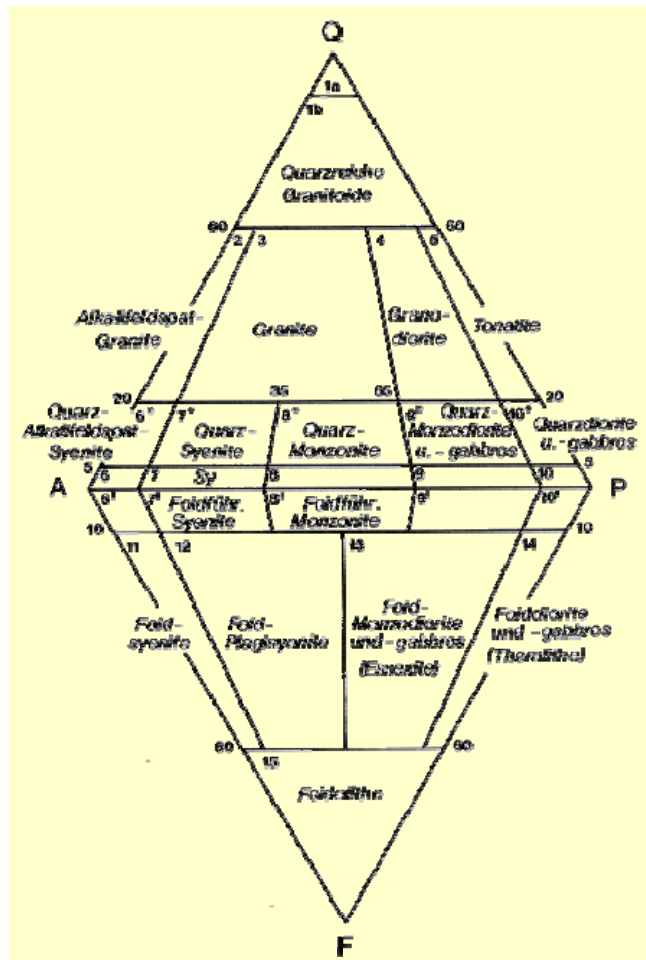 Q
1a
1b
Quarzreiche
Granitoide
60
60
2
3
4
5
Alkalifeldspat-
Granite
Granite
Grano-
diorite
Tonalite
20
35
65
20
6*
7*
8*
9*
10*
Quarz-
Alkalifeldspat-
Syenite
Quarz-
Syenite
Quarz-
Monzonite
Quarz-
Monzodiorite
u. - gabbros
Quarzdiorite
u. - gabbros
5
5
6
7
Sy
8
9
10
A
P
6'
7'
8'
9'
10'
Foidführ.
Syenite
Foidführ.
Monzonite
10
10
11
12
13
14
Foid-
syenite
Foid-
Foid-
Monzodiorite
und -gabbros
(Essexite)
Foiddiorite
und -gabbros
(Theralithe)
60
60
15
Foidolithe
F